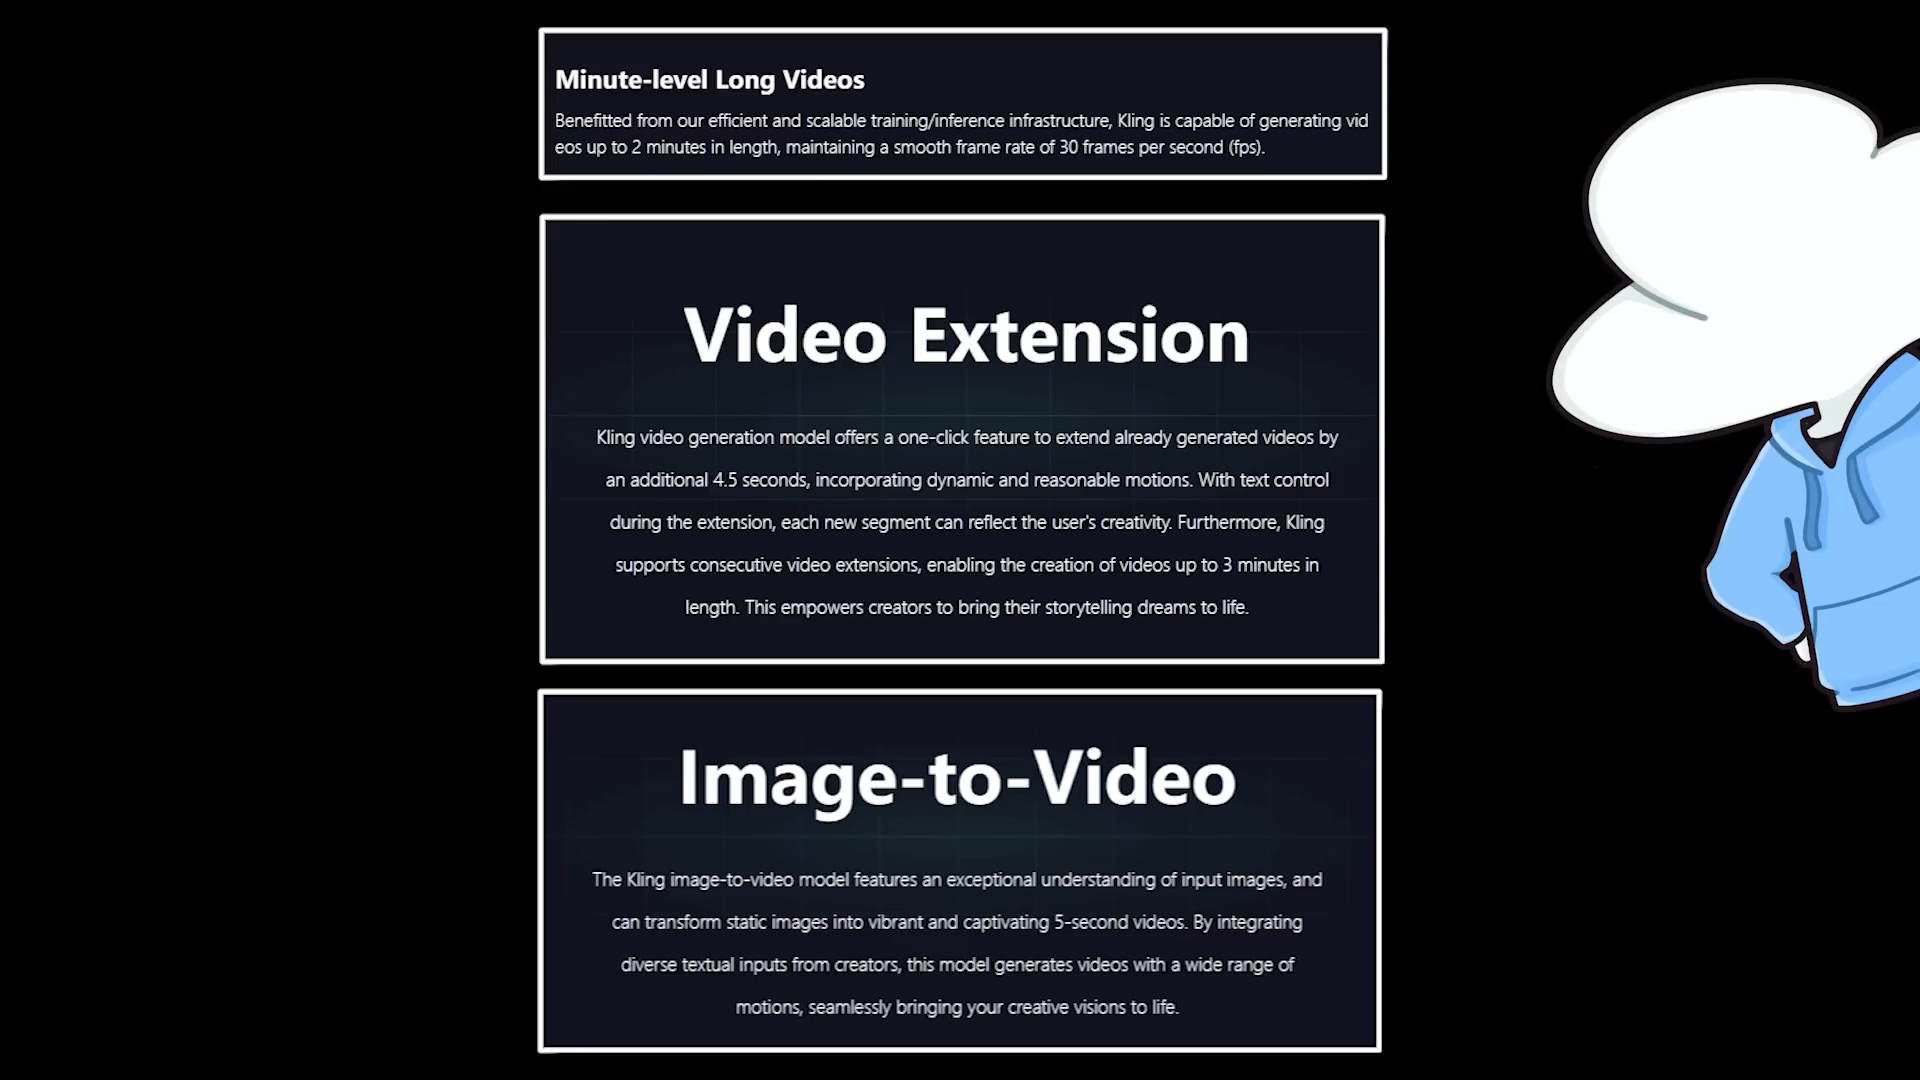 Minute-level Long Videos
Benefitted from our efficient and scalable training/inference infrastructure, Kling is capable of generating vid
eos up to 2 minutes in length, maintaining a smooth frame rate of 30 frames per second (fps).
Video Extension
Kling video generation model offers a one-click feature to extend already generated videos by
an additional 4.5 seconds, incorporating dynamic and reasonable motions. With text control
during the extension, each new segment can reflect the user's creativity. Furthermore, Kling
supports consecutive video extensions, enabling the creation of videos up to 3 minutes in
length. This empowers creators to bring their storytelling dreams to life.
Image-to-Video
The Kling image-to-video model features an exceptional understanding of input images, and
can transform static images into vibrant and captivating 5-second videos. By integrating
diverse textual inputs from creators, this model generates videos with a wide range of
motions, seamlessly bringing your creative visions to life.